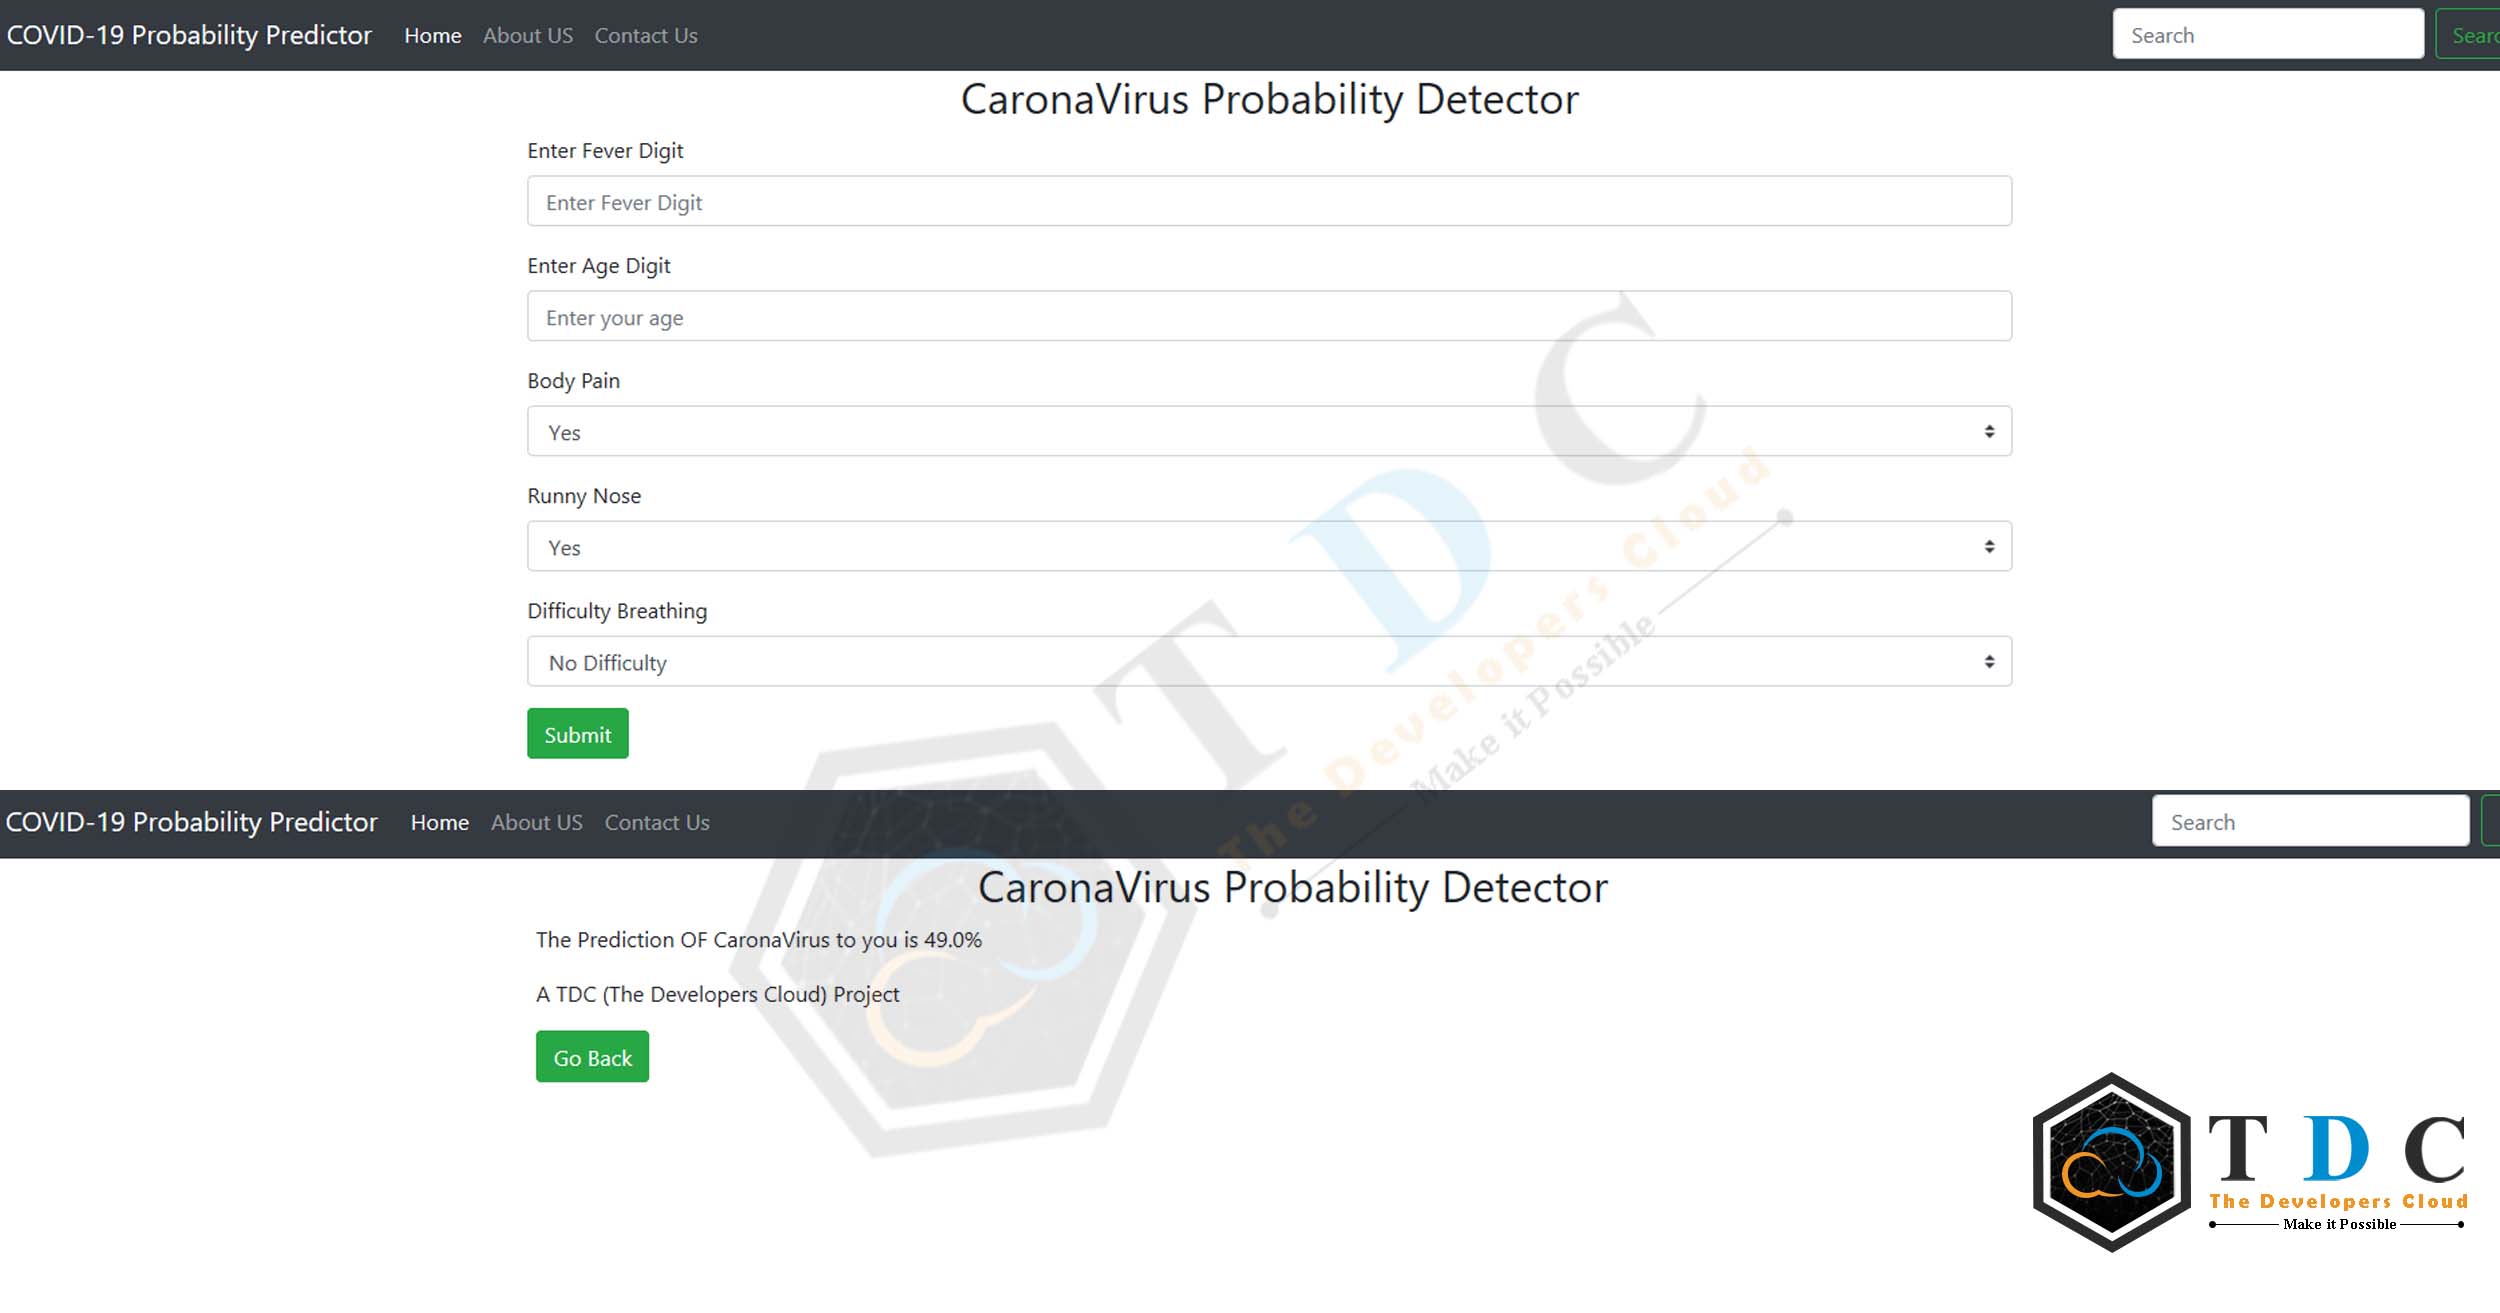 COVID-19 Probability Predictor Home About US Contact Us Search Searc
CaronaVirus Probability Detector
Enter Fever Digit
Enter Fever Digit
Enter Age Digit
Enter your age
Body Pain
Yes
Runny Nose
Yes
Difficulty Breathing
No Difficulty
Submit
T D C
The Developers Cloud
Make it Possible
COVID-19 Probability Predictor Home About US Contact Us Search
CaronaVirus Probability Detector
The Prediction OF CaronaVirus to you is 49.0%
A TDC (The Developers Cloud) Project
Go Back
T D C
The Developers Cloud
Make it Possible